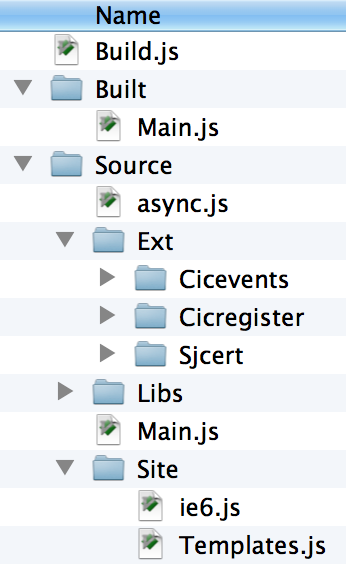 Name
Build.js
Built
Main.js
Source
async.js
Ext
Cicevents
Cicregister
Sjcert
Libs
Main.js
Site
ie6.js
Templates.js